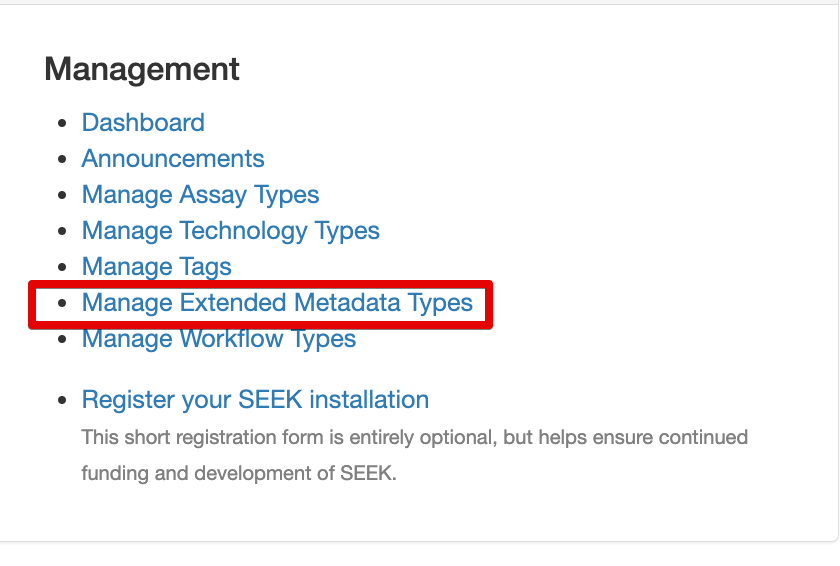 Management
Dashboard
Announcements
Manage Assay Types
Manage Technology Types
Manage Tags
Manage Extended Metadata Types
Manage Workflow Types
Register your SEEK installation
This short registration form is entirely optional, but helps ensure continued
funding and development of SEEK.